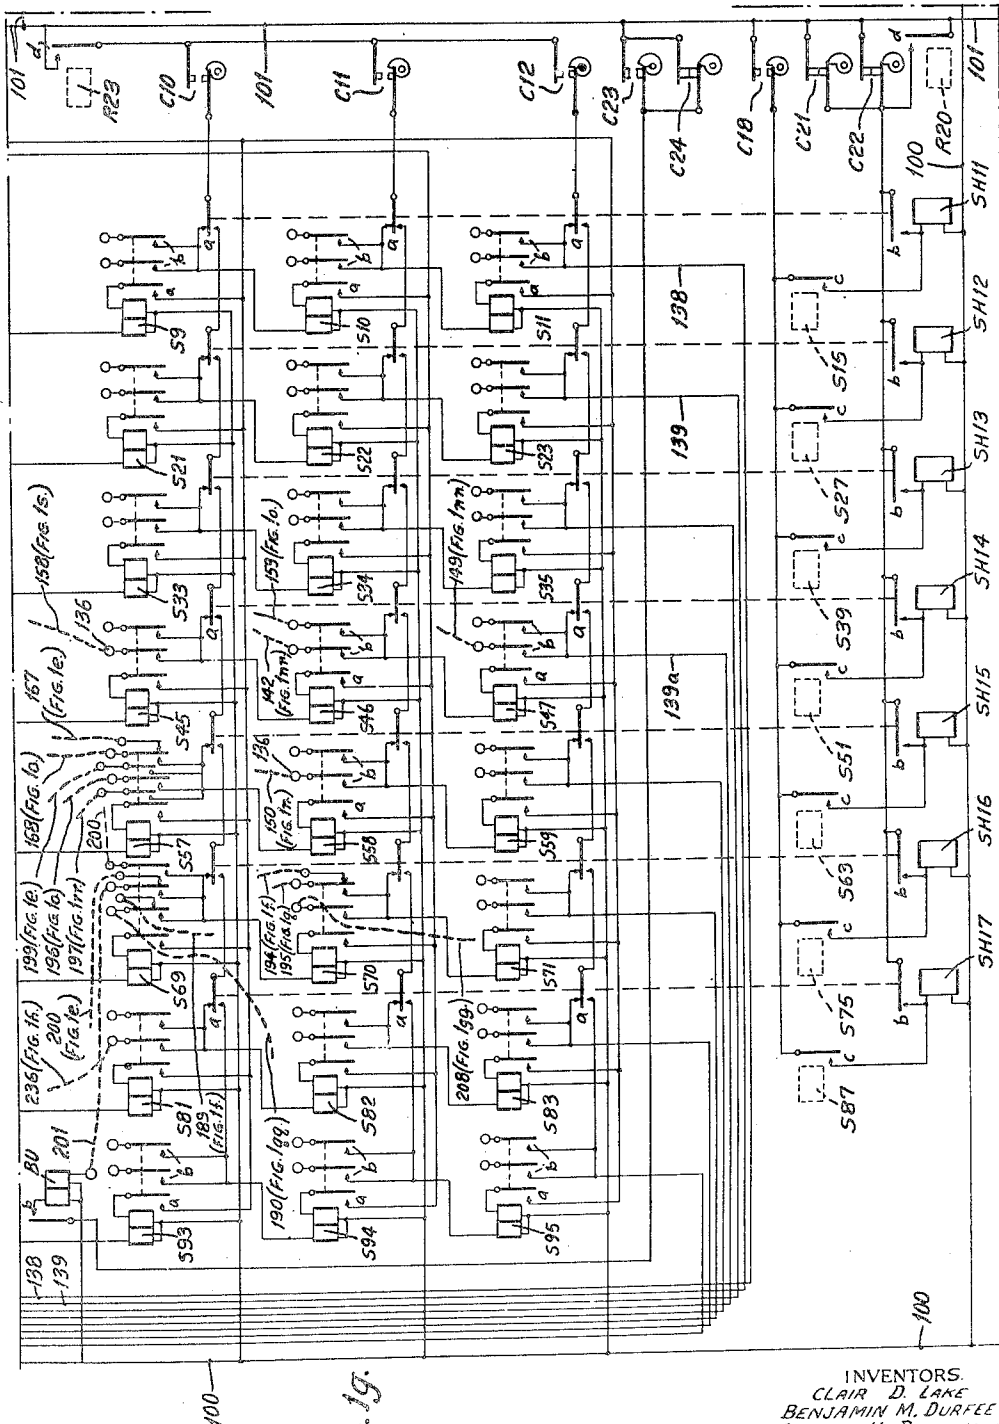 101
d
R23
C10
101
C11
C12
C23
C24
C18
C21
C22
d
100
R20
101
SH11
a
b
a
S9
a
b
a
S10
a
b
a
S11
138
b
c
S15
SH12
S21
S22
S23
139
b
c
S27
SH13
158 (FIG. 1s.)
136
S33
159 (FIG. 1o.)
S34
149 (FIG. 1nn.)
S35
b
c
S39
SH14
167
(FIG. 1e.)
a
S45
142
(FIG. 1nn.)
b
a
S46
a
b
a
S47
139a
b
c
S51
SH15
168 (FIG. 1o.)
200
S57
150
(FIG. 1n.)
136
b
a
S58
S59
b
c
S63
SH16
199 (FIG. 1e.)
196 (FIG. 1o.)
197 (FIG. 1nn.)
S69
194 (FIG. 1f.)
195 (FIG. 1g.)
S70
S71
b
c
S75
SH17
236 (FIG. 1f.)
200
(FIG. 1e.)
a
S81
189
(FIG. 1f.)
a
S82
208 (FIG. 1gg.)
a
S83
b
c
S87
BU
b
201
b
a
S93
190 (FIG. 1gg.)
b
a
S94
b
a
S95
138
139
100
100
1g.
INVENTORS.
CLAIR D. LAKE
BENJAMIN M. DURFEE